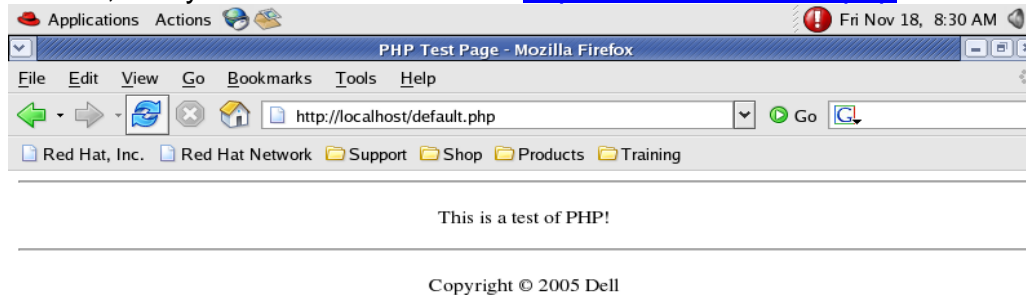 Applications Actions Fri Nov 18, 8:30 AM
PHP Test Page - Mozilla Firefox
File Edit View Go Bookmarks Tools Help
http://localhost/default.php Go G
Red Hat, Inc. Red Hat Network Support Shop Products Training
This is a test of PHP!
Copyright © 2005 Dell